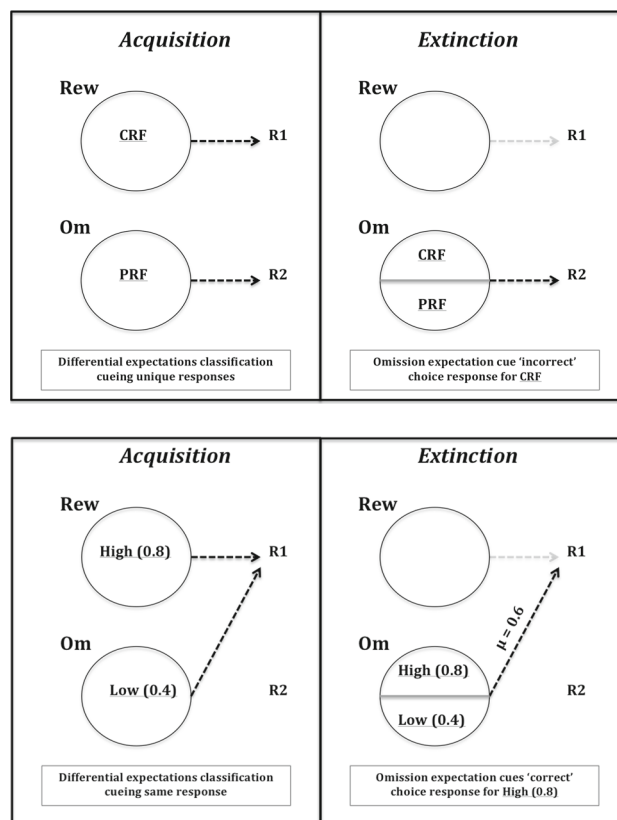 Acquisition
Extinction
Rew
CRF
R1
Om
PRF
R2
Differential expectations classification
cueing unique responses
Rew
R1
Om
CRF
PRF
R2
Omission expectation cue 'incorrect'
choice response for CRF
Acquisition
Extinction
Rew
High (0.8)
R1
Om
Low (0.4)
R2
Differential expectations classification
cueing same response
Rew
R1
μ = 0.6
Om
High (0.8)
Low (0.4)
R2
Omission expectation cues 'correct'
choice response for High (0.8)